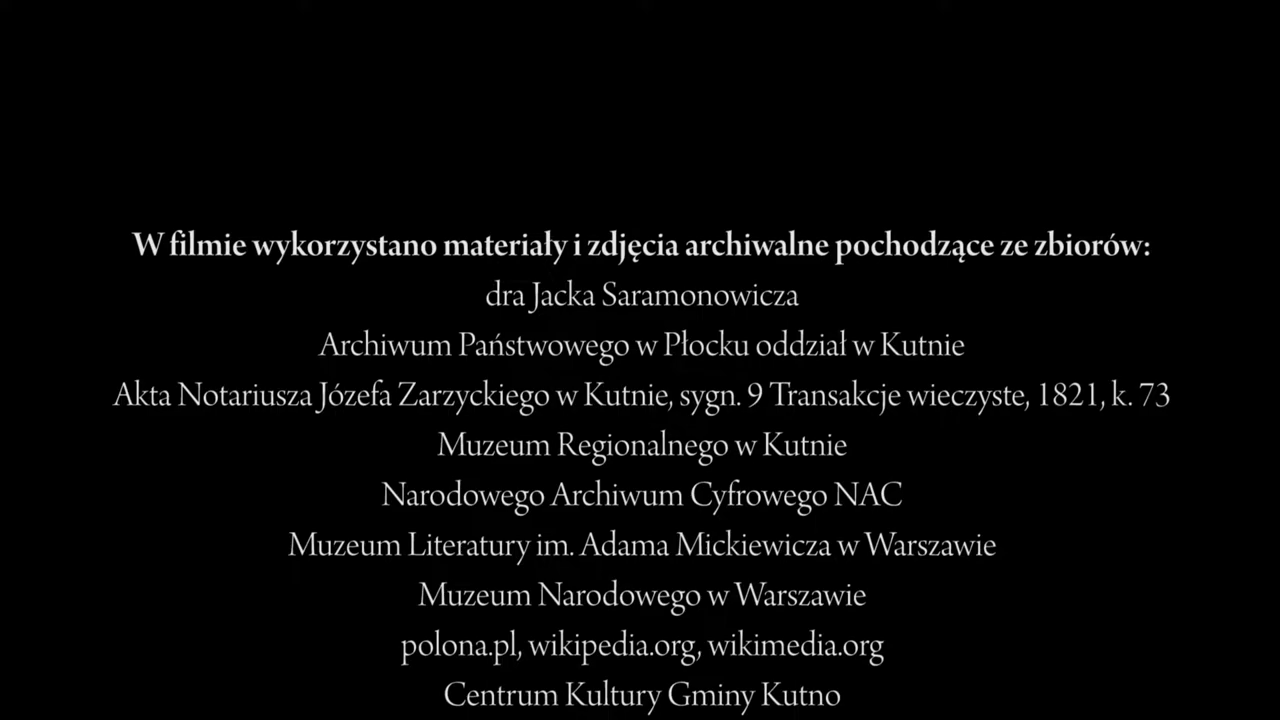 W filmie wykorzystano materiały i zdjęcia archiwalne pochodzące ze zbiorów:
dra Jacka Saramonowicza
Archiwum Państwowego w Płocku oddział w Kutnie
Akta Notariusza Józefa Zarzyckiego w Kutnie, sygn. 9 Transakcje wieczyste, 1821, k. 73
Muzeum Regionalnego w Kutnie
Narodowego Archiwum Cyfrowego NAC
Muzeum Literatury im. Adama Mickiewicza w Warszawie
Muzeum Narodowego w Warszawie
polona.pl, wikipedia.org, wikimedia.org
Centrum Kultury Gminy Kutno